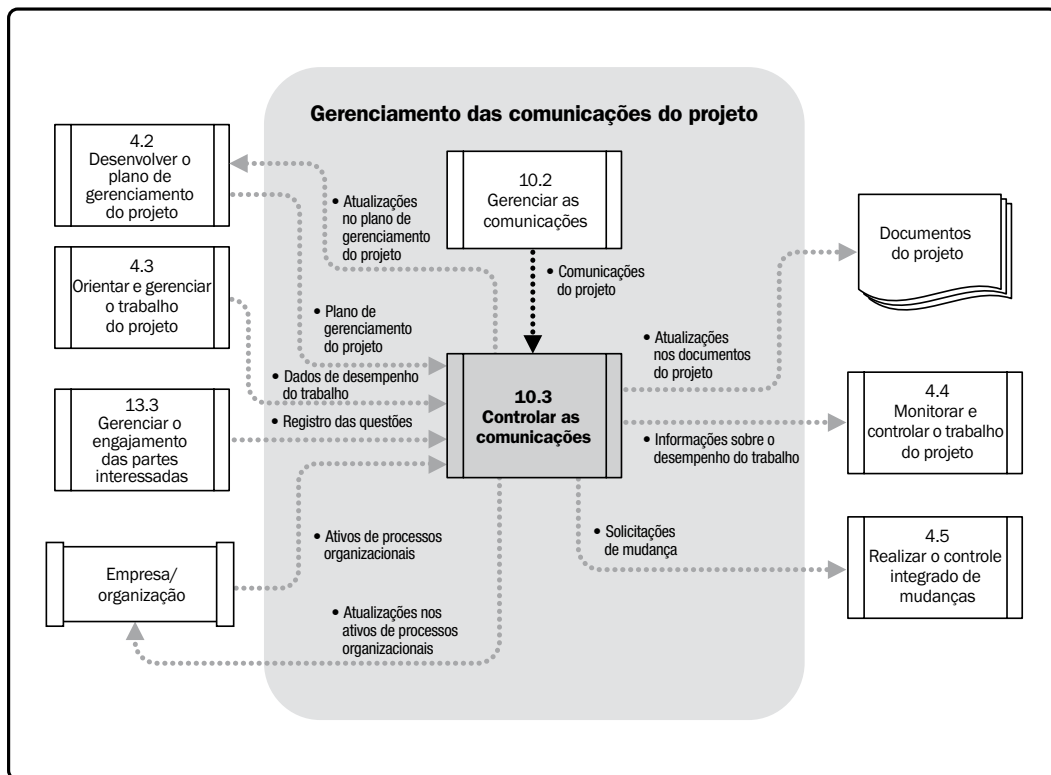 Gerenciamento das comunicações do projeto
4.2
Desenvolver o
plano de
gerenciamento
do projeto
4.3
Orientar e gerenciar
o trabalho
do projeto
13.3
Gerenciar o
engajamento
das partes
interessadas
Empresa/
organização
• Atualizações
no plano de
gerenciamento
do projeto
• Plano de
gerenciamento
do projeto
• Dados de desempenho
do trabalho
• Registro das questões
• Ativos de processos
organizacionais
• Atualizações nos
ativos de processos
organizacionais
10.2
Gerenciar as
comunicações
• Comunicações
do projeto
10.3
Controlar as
comunicações
• Atualizações
nos documentos
do projeto
• Informações sobre o
desempenho do trabalho
• Solicitações
de mudança
Documentos
do projeto
4.4
Monitorar e
controlar o trabalho
do projeto
4.5
Realizar o controle
integrado de
mudanças